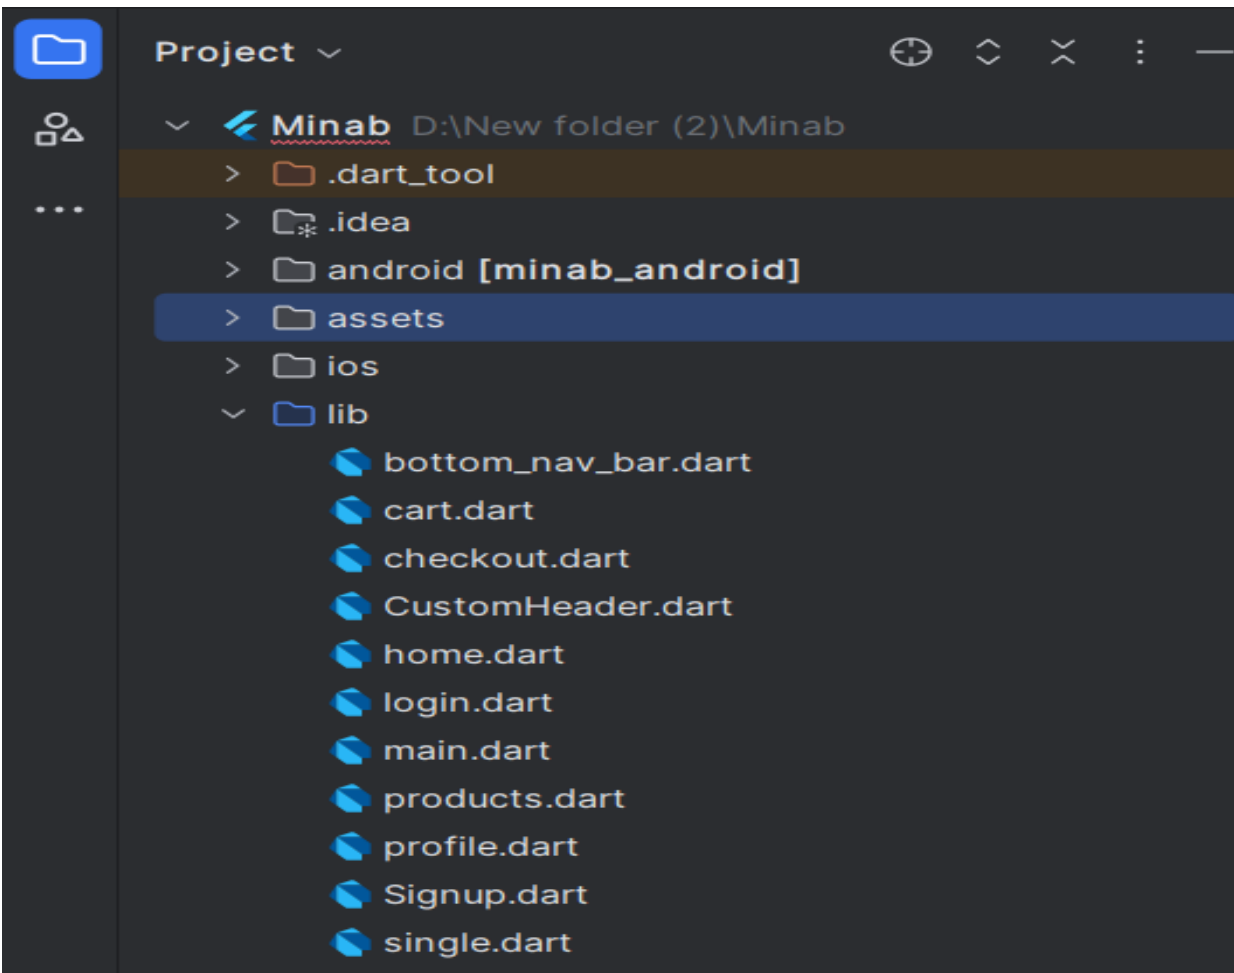 Project
Minab D:\New folder (2)\Minab
.dart_tool
.idea
android [minab_android]
assets
ios
lib
bottom_nav_bar.dart
cart.dart
checkout.dart
CustomHeader.dart
home.dart
login.dart
main.dart
products.dart
profile.dart
Signup.dart
single.dart